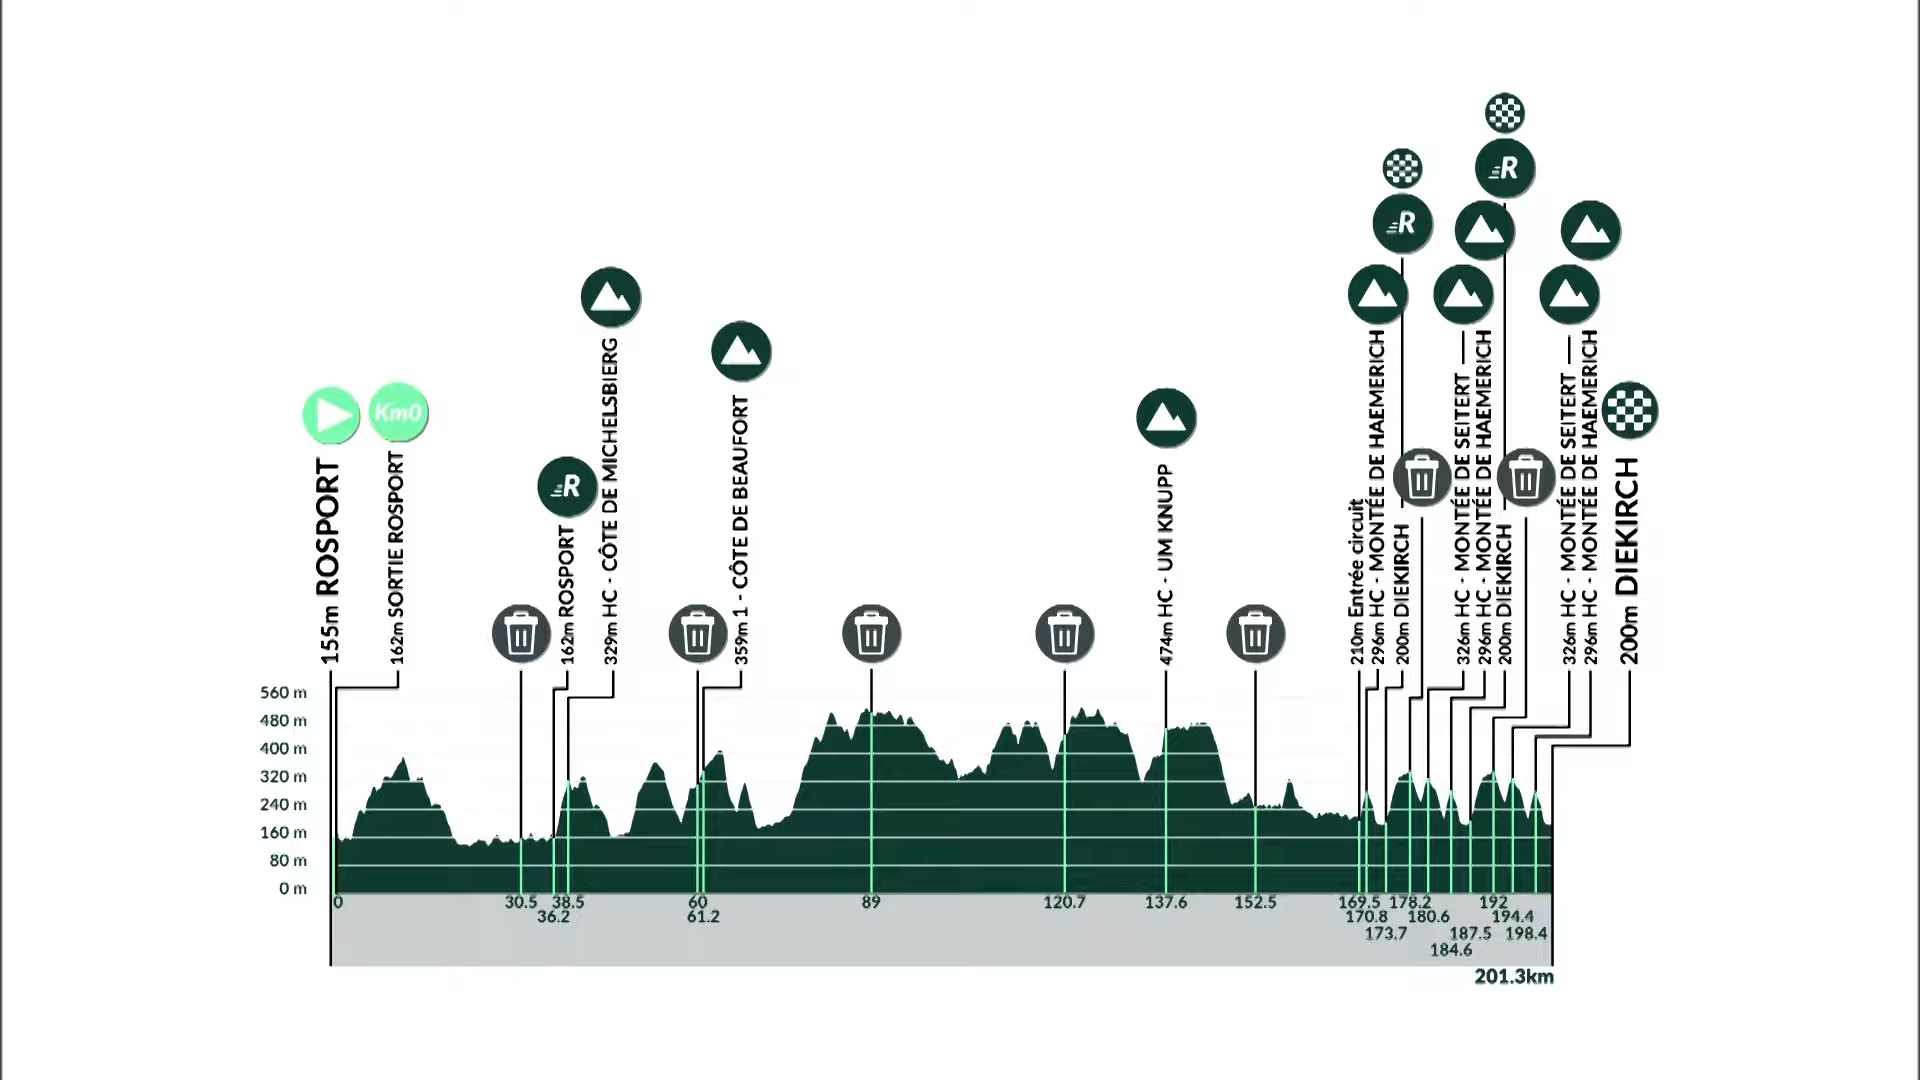 R
R
Km0
R
155m ROSPORT
162m SORTIE ROSPORT
162m ROSPORT
329m HC - CÔTE DE MICHELSBIERG
359m 1 - CÔTE DE BEAUFORT
474m HC - UM KNUPP
210m Entrée circuit
296m HC - MONTÉE DE HAEMERICH
200m DIEKIRCH
326m HC - MONTÉE DE SEITERT
296m HC - MONTÉE DE HAEMERICH
200m DIEKIRCH
326m HC - MONTÉE DE SEITERT
296m HC - MONTÉE DE HAEMERICH
200m DIEKIRCH
560 m
480 m
400 m
320 m
240 m
160 m
80 m
0 m
0 30.5 38.5 60 89 120.7 137.6 152.5 169.5 178.2 192
36.2 61.2 170.8 180.6 194.4
173.7 187.5 198.4
184.6
201.3km